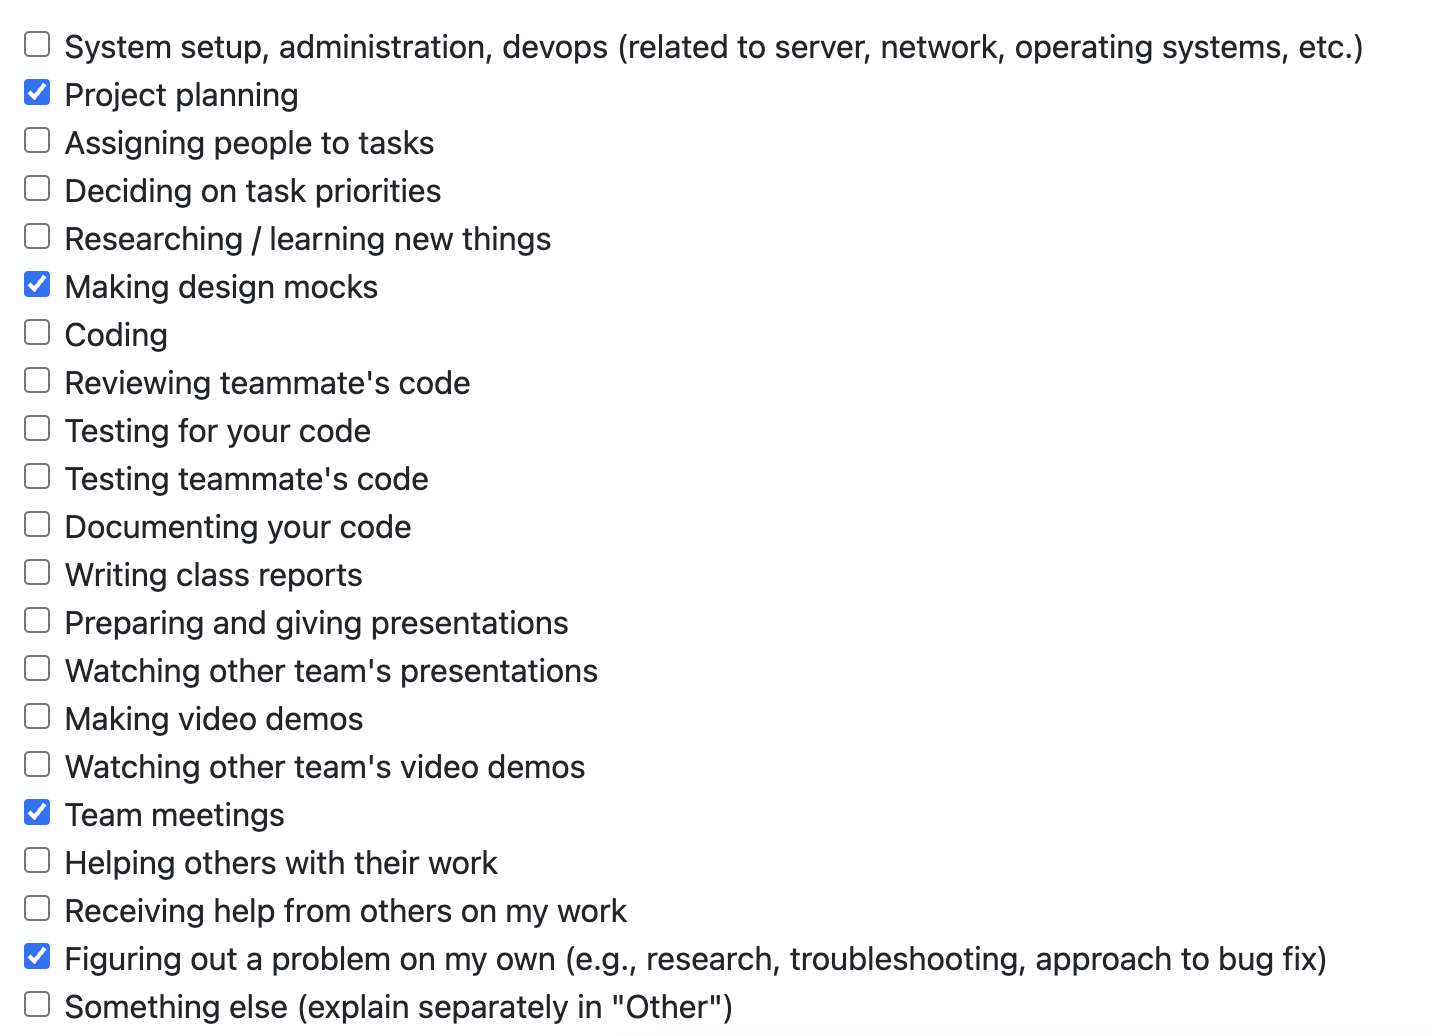 System setup, administration, devops (related to server, network, operating systems, etc.)
Project planning
Assigning people to tasks
Deciding on task priorities
Researching / learning new things
Making design mocks
Coding
Reviewing teammate's code
Testing for your code
Testing teammate's code
Documenting your code
Writing class reports
Preparing and giving presentations
Watching other team's presentations
Making video demos
Watching other team's video demos
Team meetings
Helping others with their work
Receiving help from others on my work
Figuring out a problem on my own (e.g., research, troubleshooting, approach to bug fix)
Something else (explain separately in "Other")